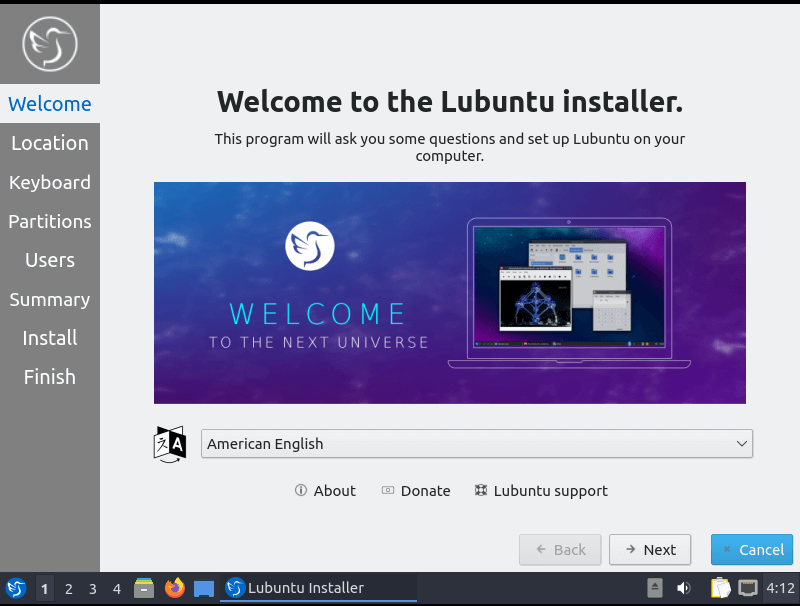 Welcome
Location
Keyboard
Partitions
Users
Summary
Install
Finish
Welcome to the Lubuntu installer.
This program will ask you some questions and set up Lubuntu on your
computer.
WELCOME
TO THE NEXT UNIVERSE
A
American English
About
Donate
Lubuntu support
Back
Next
Cancel
1 2 3 4
Lubuntu Installer
4:12